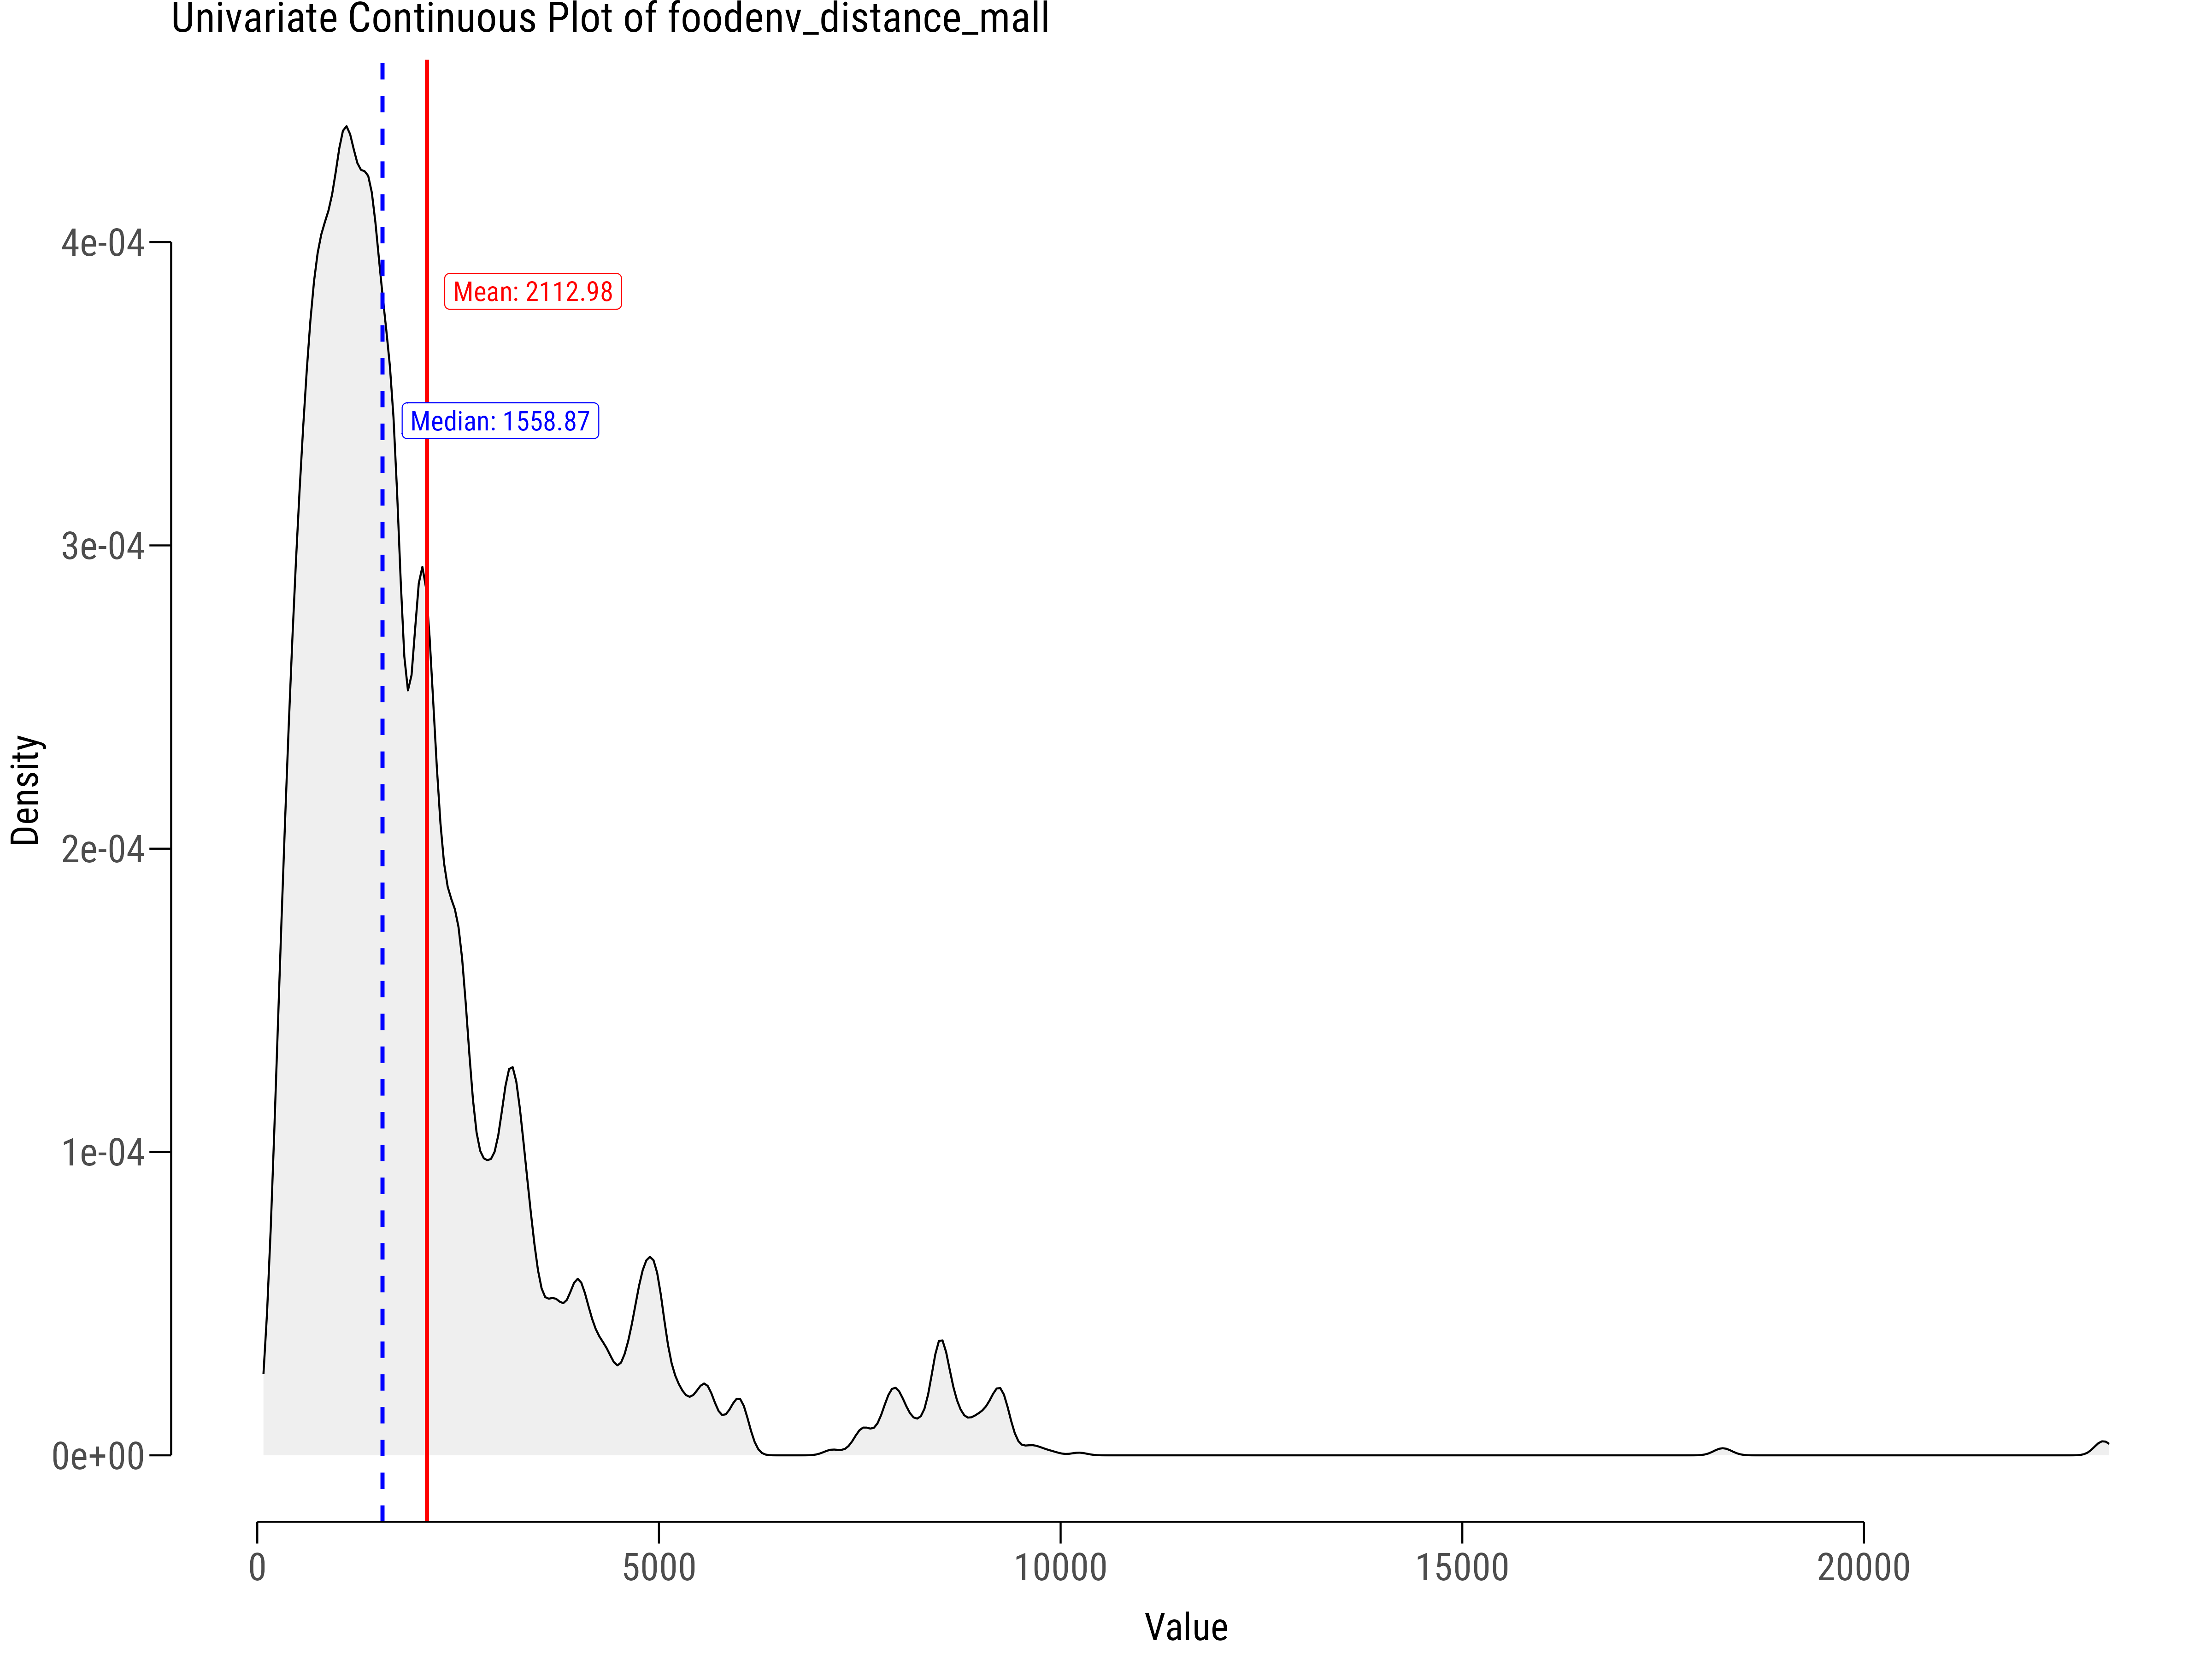 Univariate Continuous Plot of foodenv_distance_mall
4e-04
Mean: 2112.98
Median: 1558.87
3e-04
Density
2e-04
1e-04
0e+00
0 5000 10000 15000 20000
Value